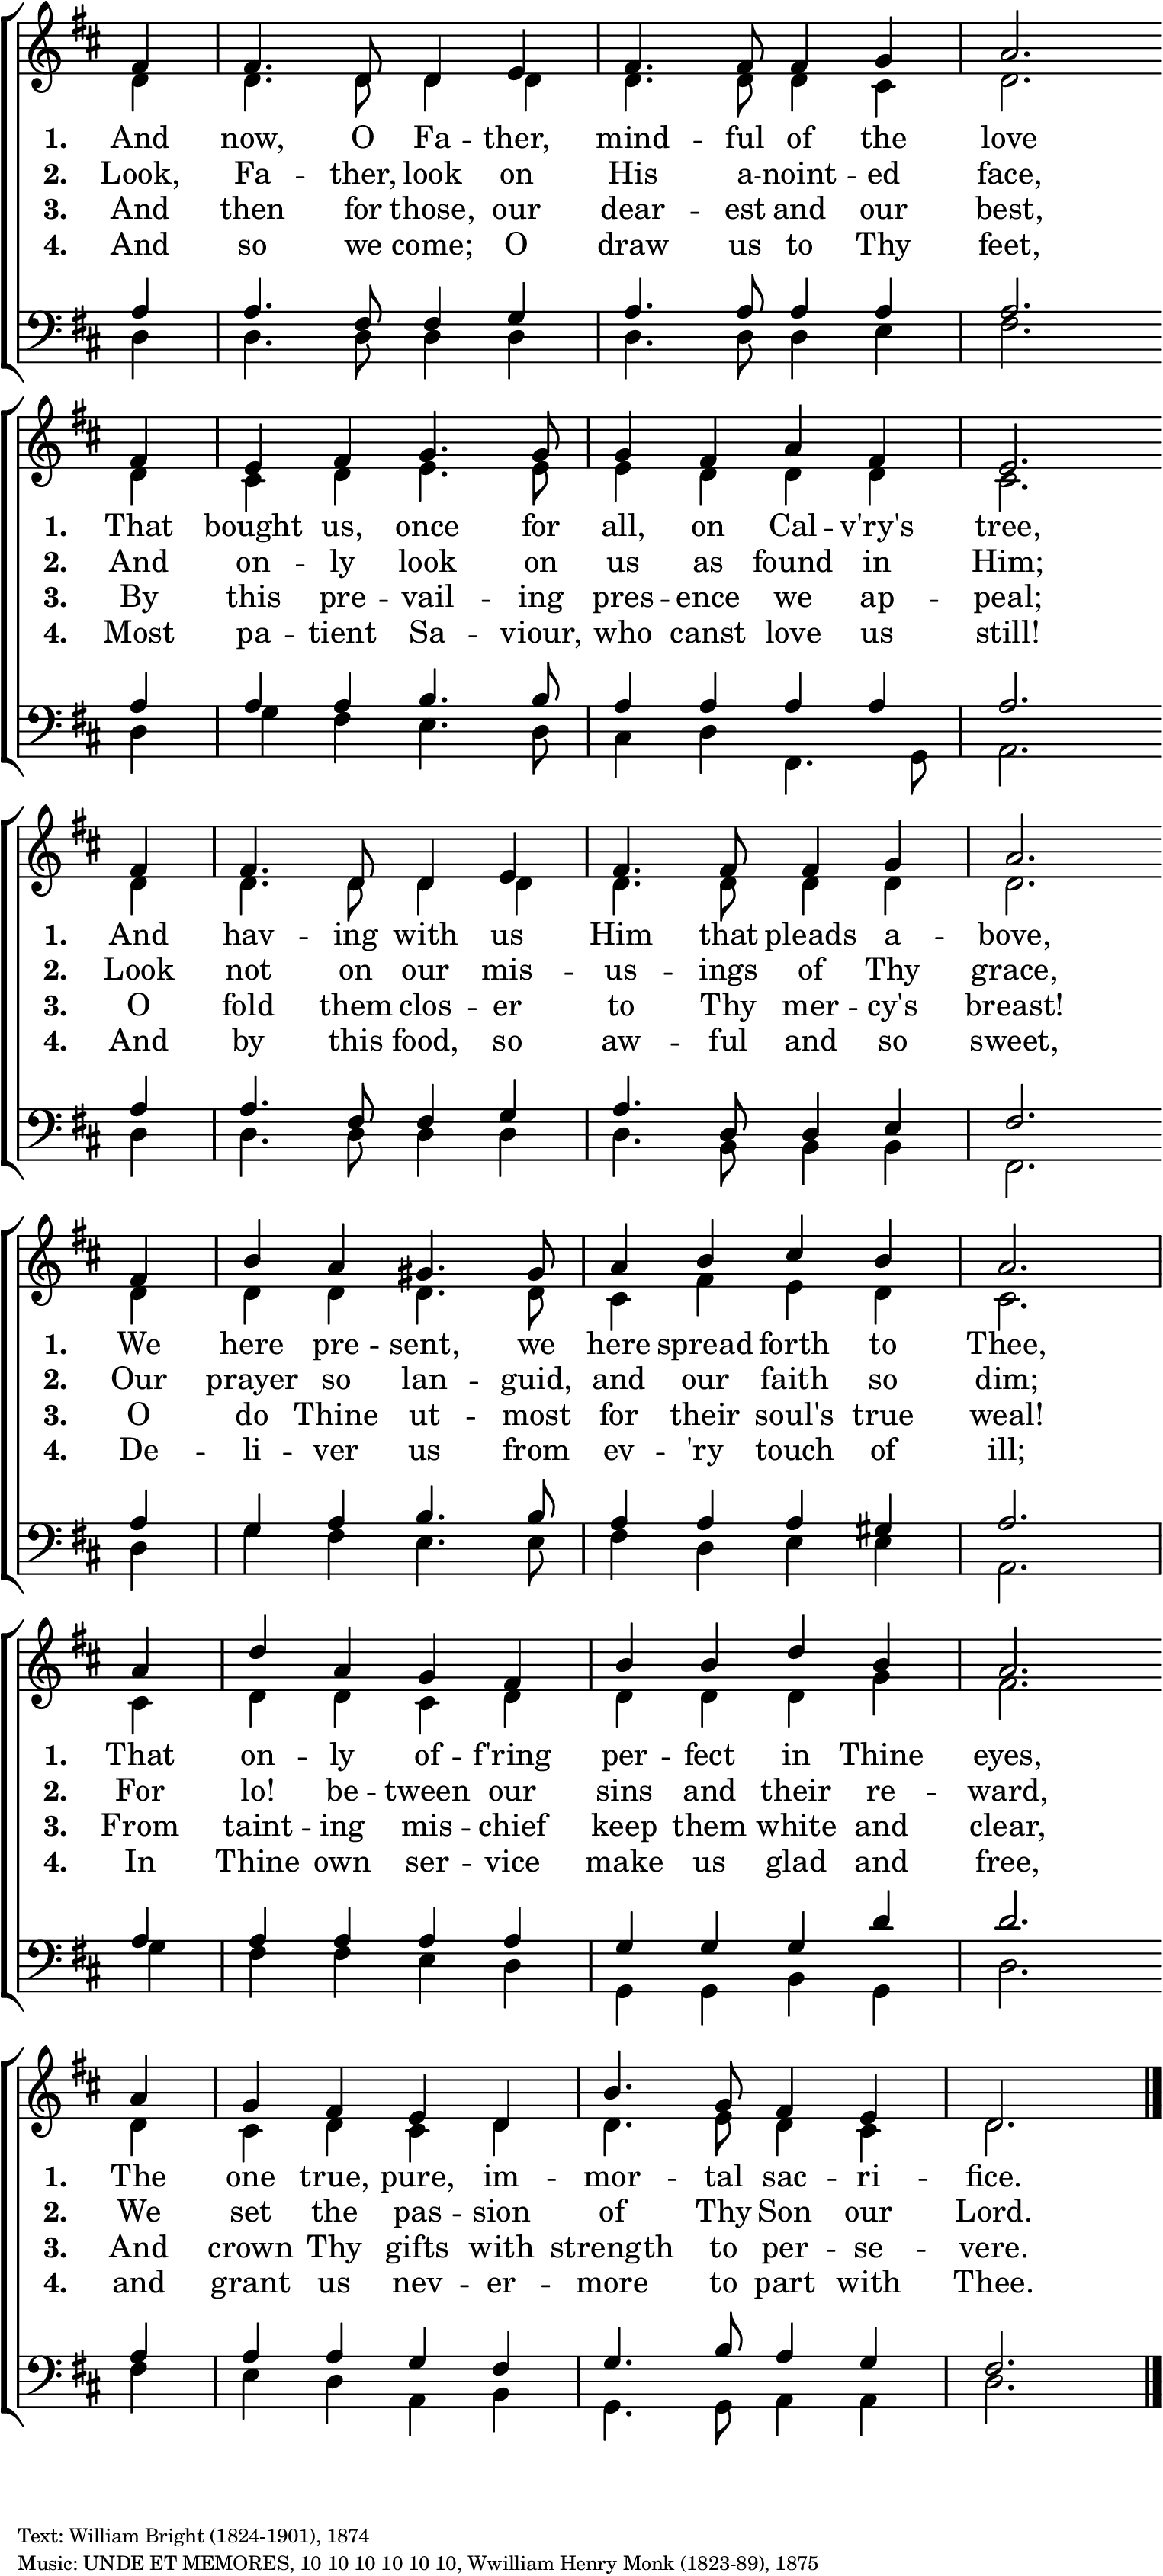 1. And now, O Fa -- ther, mind -- ful of the love
2. Look, Fa -- ther, look on His a -- noint -- ed face,
3. And then for those, our dear -- est and our best,
4. And so we come; O draw us to Thy feet,
1. That bought us, once for all, on Cal -- v'ry's tree,
2. And on -- ly look on us as found in Him;
3. By this pre -- vail -- ing pres -- ence we ap -- peal;
4. Most pa -- tient Sa -- viour, who canst love us still!
1. And hav -- ing with us Him that pleads a -- bove,
2. Look not on our mis -- us -- ings of Thy grace,
3. O fold them clos -- er to Thy mer -- cy's breast!
4. And by this food, so aw -- ful and so sweet,
1. We here pre -- sent, we here spread forth to Thee,
2. Our prayer so lan -- guid, and our faith so dim;
3. O do Thine ut -- most for their soul's true weal!
4. De -- li -- ver us from ev -- 'ry touch of ill;
1. That on -- ly of -- f'ring per -- fect in Thine eyes,
2. For lo! be -- tween our sins and their re -- ward,
3. From taint -- ing mis -- chief keep them white and clear,
4. In Thine own ser -- vice make us glad and free,
1. The one true, pure, im -- mor -- tal sac -- ri -- fice.
2. We set the pas -- sion of Thy Son our Lord.
3. And crown Thy gifts with strength to per -- se -- vere.
4. and grant us nev -- er -- more to part with Thee.
Text: William Bright (1824-1901), 1874
Music: UNDE ET MEMORES, 10 10 10 10 10 10, Wwilliam Henry Monk (1823-89), 1875